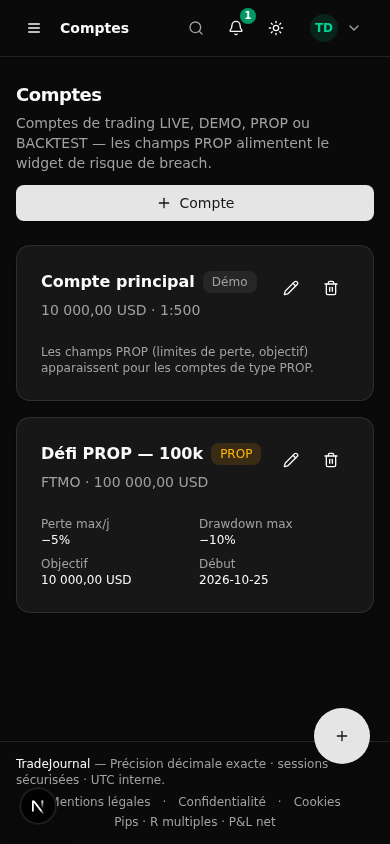 Comptes
1
TD
Comptes
Comptes de trading LIVE, DEMO, PROP ou
BACKTEST — les champs PROP alimentent le
widget de risque de breach.
+ Compte
Compte principal Démo
10 000,00 USD · 1:500
Les champs PROP (limites de perte, objectif)
apparaissent pour les comptes de type PROP.
Défi PROP — 100k PROP
FTMO · 100 000,00 USD
Perte max/j Drawdown max
−5% −10%
Objectif Début
10 000,00 USD 2026-10-25
+
TradeJournal — Précision décimale exacte · sessions
sécurisées · UTC interne.
N
Mentions légales · Confidentialité · Cookies
Pips · R multiples · P&L net